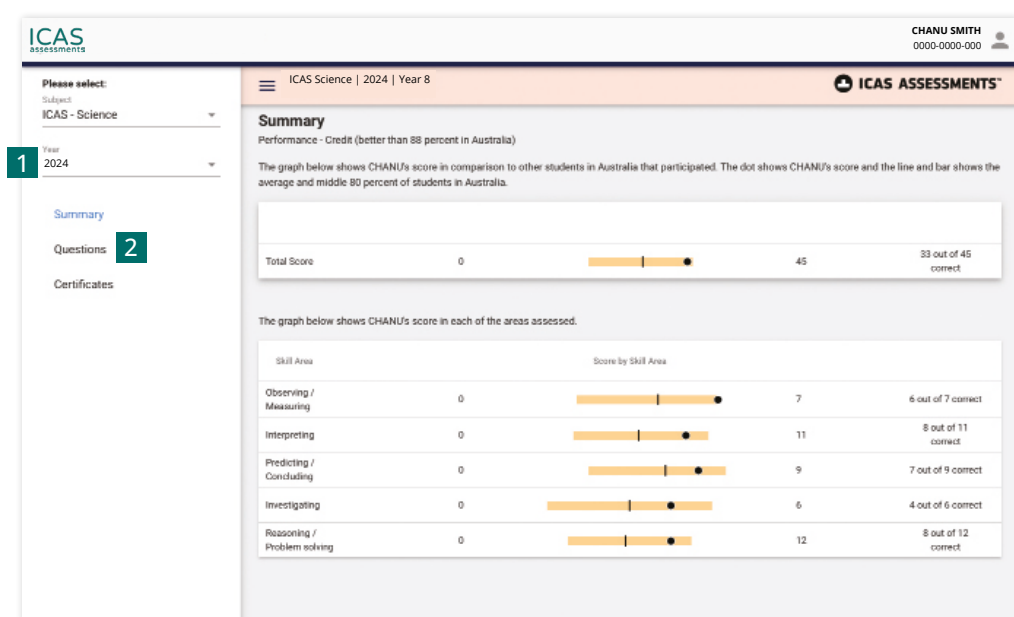 ICAS
assessments
CHANU SMITH
0000-0000-000
Please select:
Subject
ICAS - Science
1
Year
2024
Summary
Questions
2
Certificates
ICAS Science | 2024 | Year 8
ICAS ASSESSMENTS™
Summary
Performance - Credit (better than 88 percent in Australia)
The graph below shows CHANU's score in comparison to other students in Australia that participated. The dot shows CHANU's score and the line and bar shows the
average and middle 80 percent of students in Australia.
Total Score 0 45 33 out of 45
correct
The graph below shows CHANU's score in each of the areas assessed.
Skill Area Score by Skill Area
Observing /
Measuring 0 7 6 out of 7 correct
Interpreting 0 11 8 out of 11
correct
Predicting /
Concluding 0 9 7 out of 9 correct
Investigating 0 6 4 out of 6 correct
Reasoning /
Problem solving 0 12 8 out of 12
correct